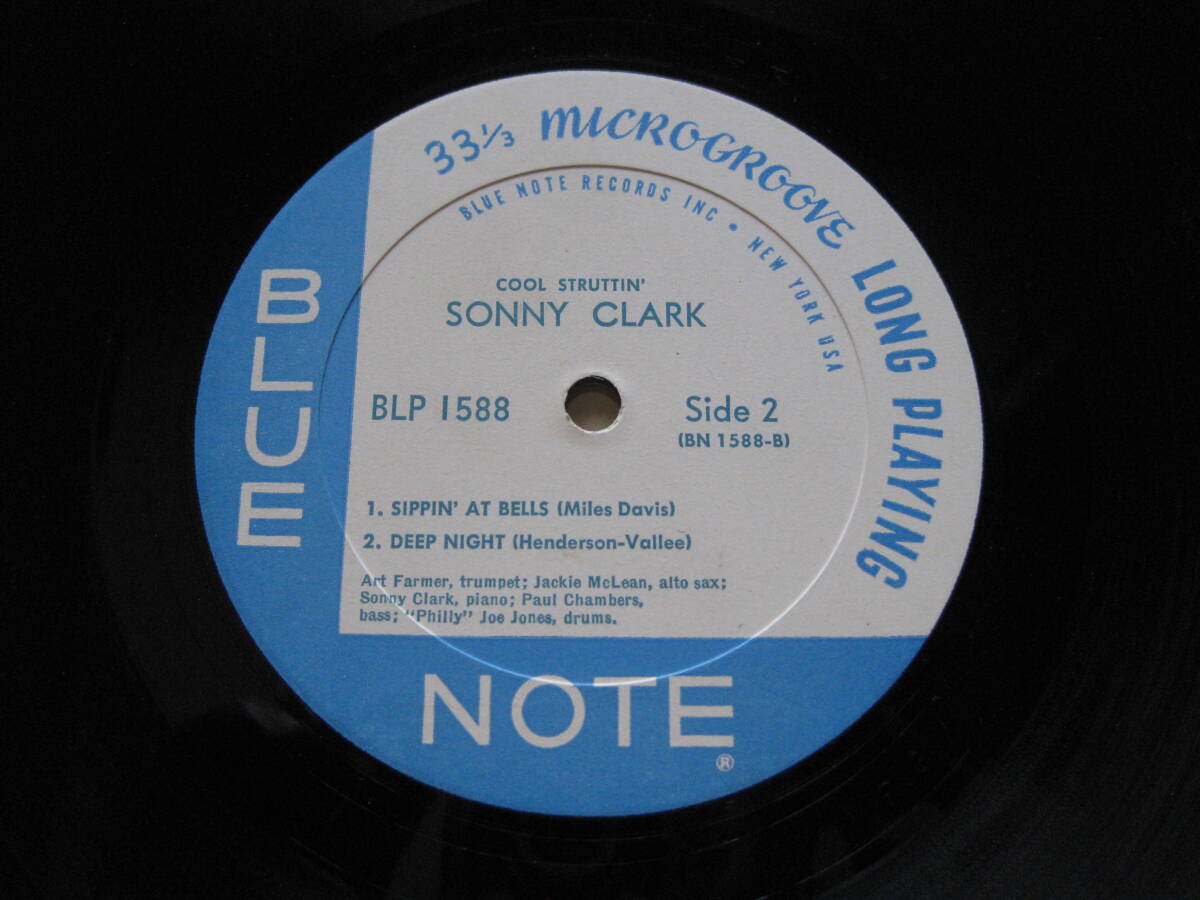 33⅓ MICROGROOVE LONG PLAYING
BLUE NOTE RECORDS INC • NEW YORK USA
COOL STRUTTIN'
SONNY CLARK
BLP 1588
Side 2
(BN 1588-B)
1. SIPPIN' AT BELLS (Miles Davis)
2. DEEP NIGHT (Henderson-Vallee)
Art Farmer, trumpet; Jackie McLean, alto sax;
Sonny Clark, piano; Paul Chambers,
bass; "Philly" Joe Jones, drums.
BLUE
NOTE
®